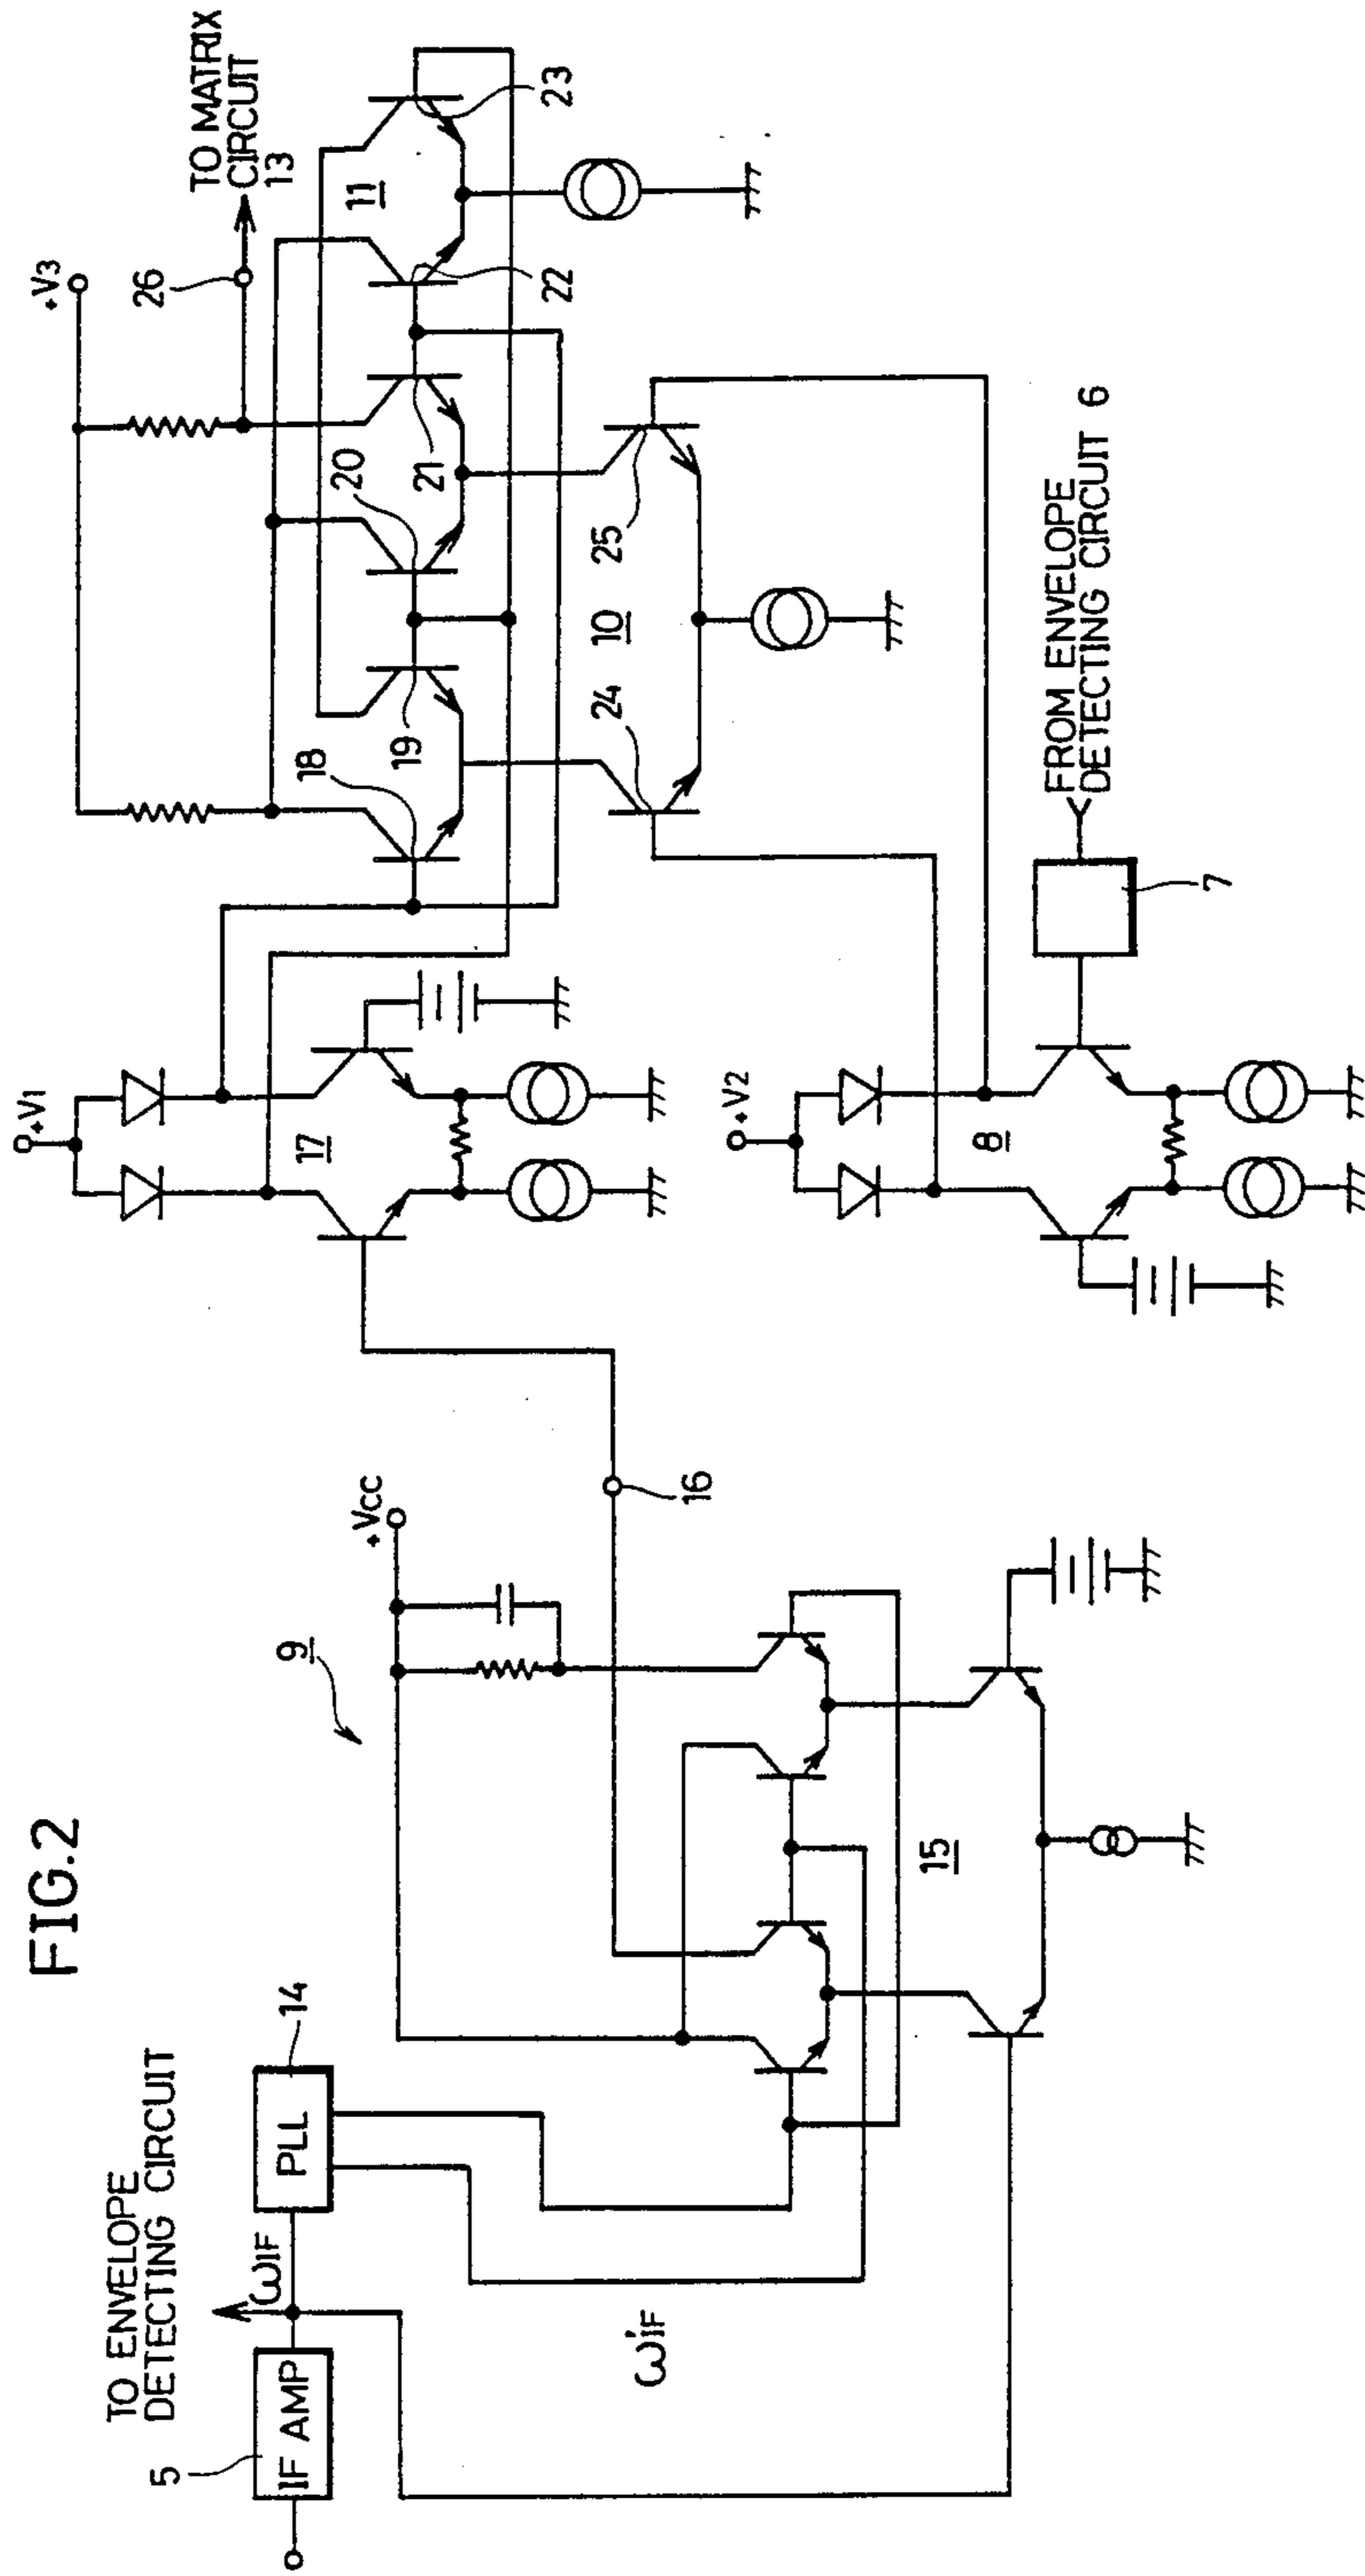 FIG.2
TO ENVELOPE
DETECTING CIRCUIT
5
IF AMP
ωIF
PLL
14
ω'IF
9
+Vcc
15
16
+V1
17
+V2
8
7
FROM ENVELOPE
DETECTING CIRCUIT 6
+V3
26
TO MATRIX
CIRCUIT
13
18
19
20
21
22
23
11
24
10
25